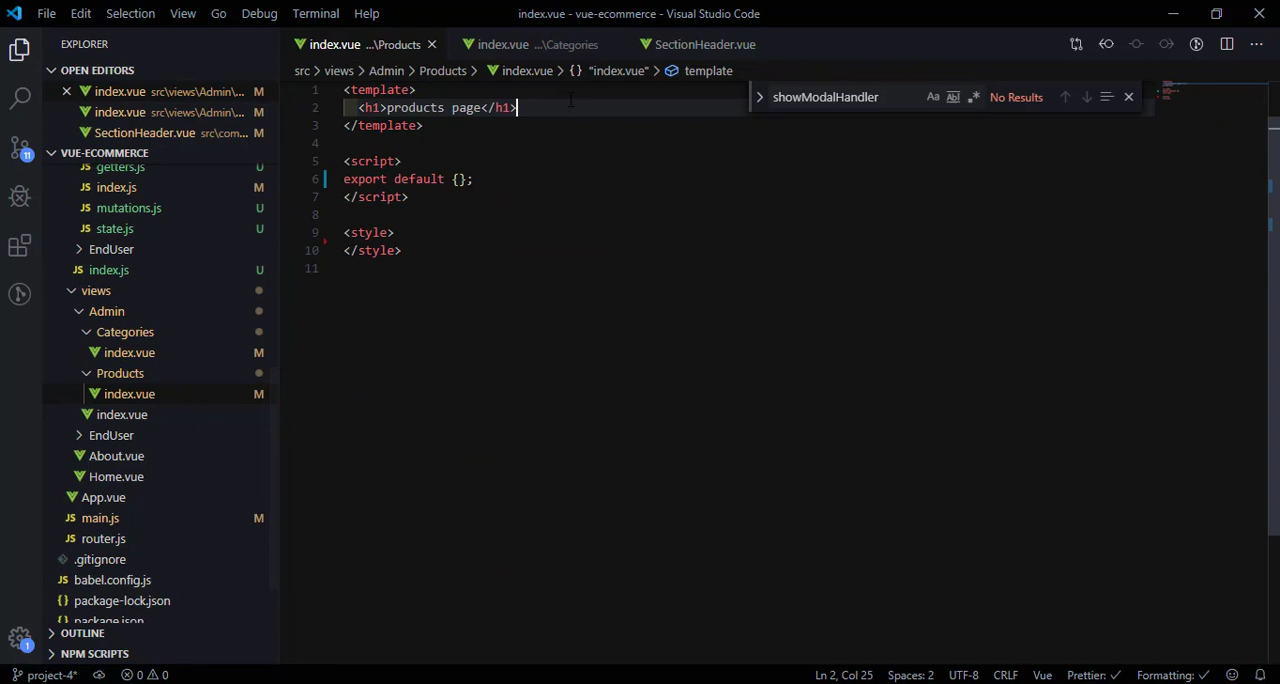 File Edit Selection View Go Debug Terminal Help index.vue - vue-ecommerce - Visual Studio Code
EXPLORER
OPEN EDITORS
index.vue src\views\Admin\... M
index.vue src\views\Admin\... M
SectionHeader.vue src\com... M
VUE-ECOMMERCE
getters.js U
index.js M
mutations.js U
state.js U
EndUser
index.js U
views
Admin
Categories
index.vue M
Products
index.vue M
index.vue
EndUser
About.vue
Home.vue
App.vue
main.js M
router.js
.gitignore
babel.config.js
package-lock.json
package.json
OUTLINE
NPM SCRIPTS
11
1
index.vue ...\Products index.vue ...\Categories SectionHeader.vue
src > views > Admin > Products > index.vue > {} "index.vue" > template
showModalHandler Aa Abl .* No Results
1 <template>
2 <h1>products page</h1>
3 </template>
4
5 <script>
6 export default {};
7 </script>
8
9 <style>
10 </style>
11
project-4* 0 0 Ln 2, Col 25 Spaces: 2 UTF-8 CRLF Vue Prettier: ✓ Formatting: ✓